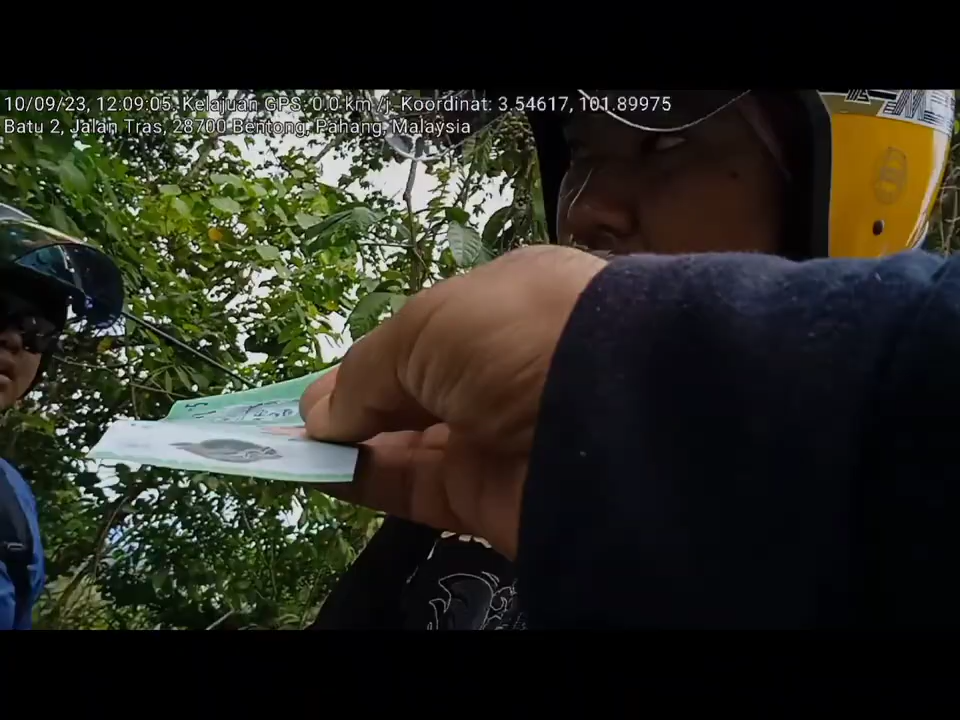 10/09/23, 12:09:05, Kelajuan GPS: 0.0 km /j. Koordinat: 3.54617, 101.89975
Batu 2, Jalan Tras, 28700 Bentong, Pahang, Malaysia